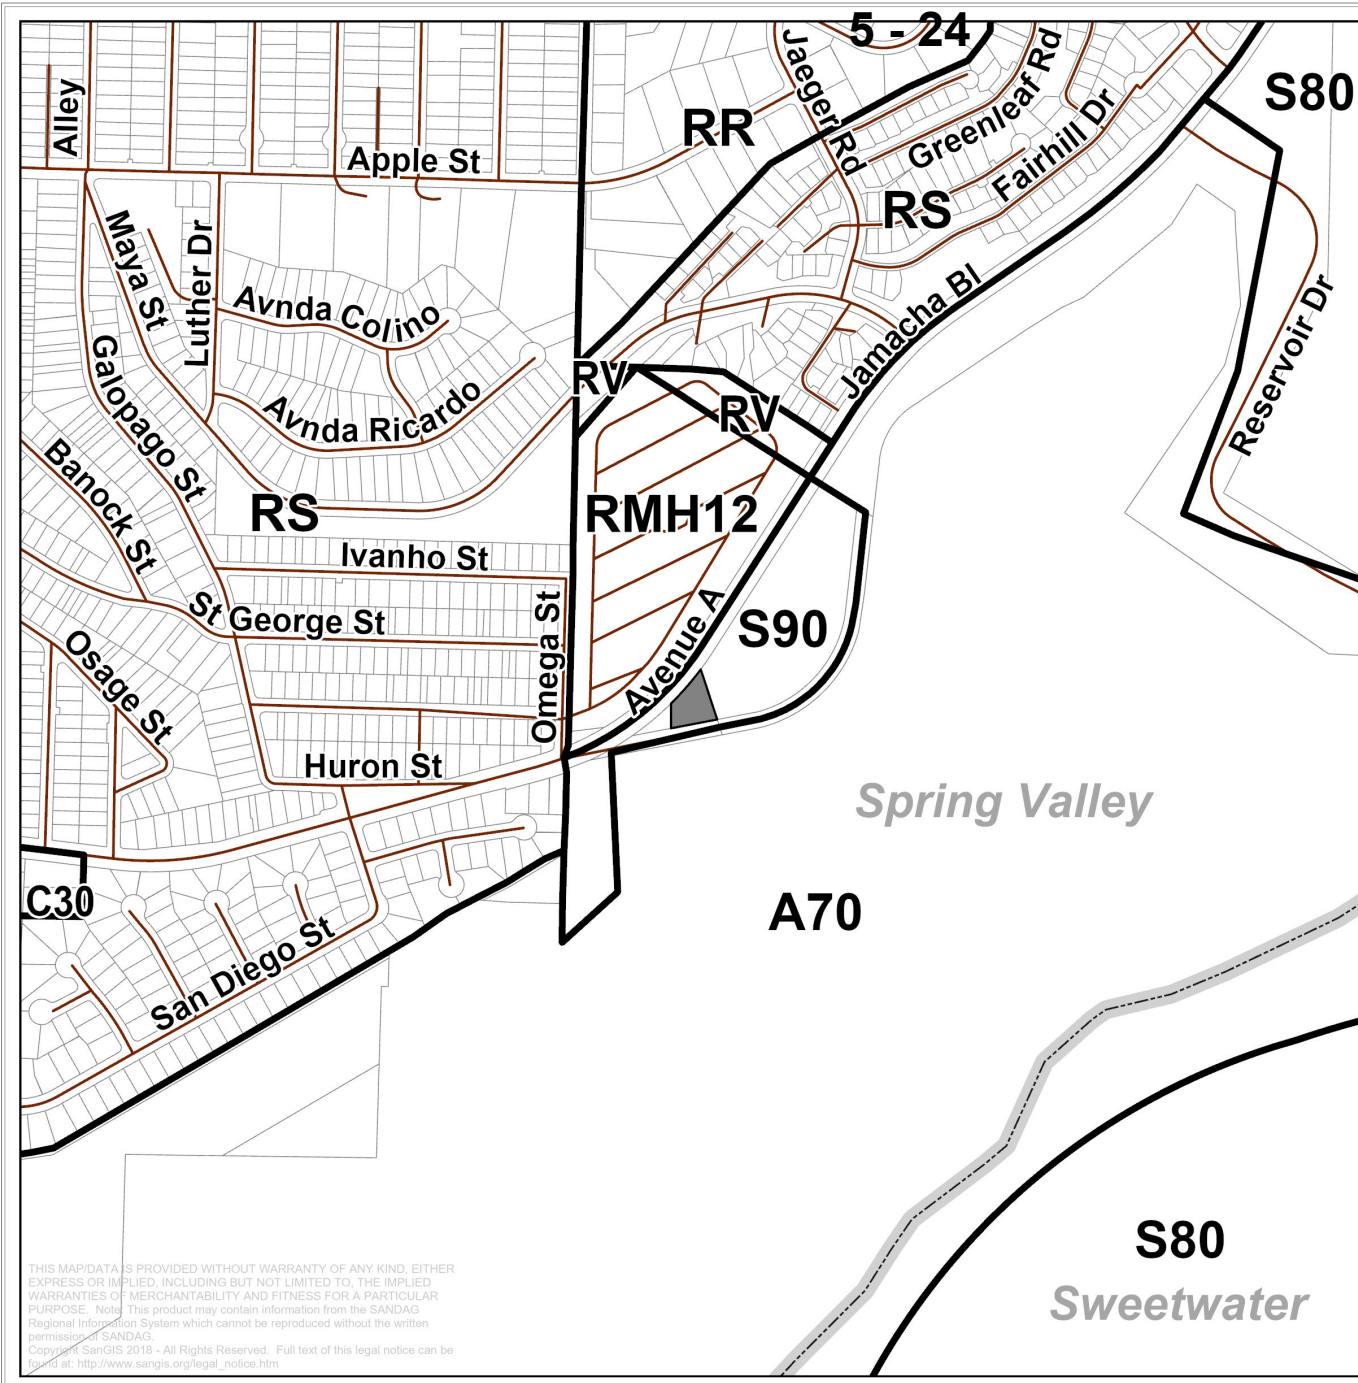 5 - 24
S80
Jaeger Rd
Greenleaf Rd
Alley
RR
Apple St
Fairhill Dr
RS
Maya St
Luther Dr
Avnda Colino
Jamacha Bl
Reservoir Dr
Galopago St
RV
RV
Avnda Ricardo
Banock St
RS
RMH12
Ivanho St
St George St
Omega St
Avenue A
S90
Osage St
Huron St
Spring Valley
C30
A70
San Diego St
S80
Sweetwater
THIS MAP/DATA IS PROVIDED WITHOUT WARRANTY OF ANY KIND, EITHER
EXPRESS OR IMPLIED, INCLUDING BUT NOT LIMITED TO, THE IMPLIED
WARRANTIES OF MERCHANTABILITY AND FITNESS FOR A PARTICULAR
PURPOSE. Note: This product may contain information from the SANDAG
Regional Information System which cannot be reproduced without the written
permission of SANDAG.
Copyright SanGIS 2018 - All Rights Reserved. Full text of this legal notice can be
found at: http://www.sangis.org/legal_notice.htm